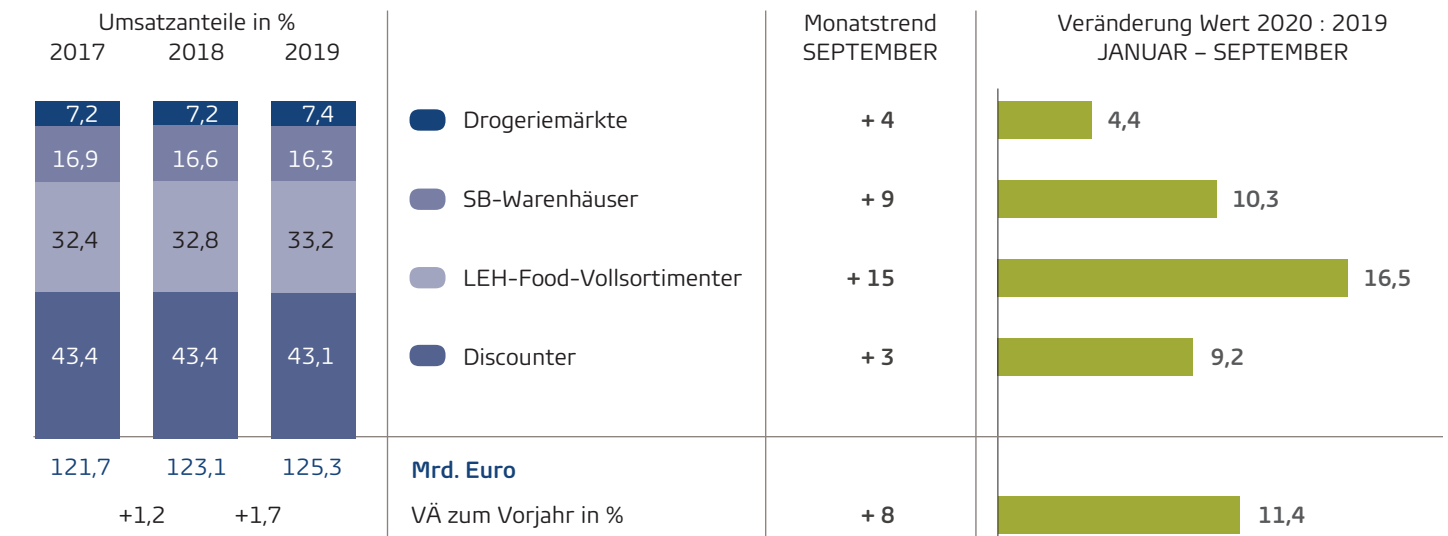 Umsatzanteile in %
2017 2018 2019
Monatstrend
SEPTEMBER
Veränderung Wert 2020 : 2019
JANUAR – SEPTEMBER
7,2 7,2 7,4 Drogeriemärkte + 4 4,4
16,9 16,6 16,3 SB-Warenhäuser + 9 10,3
32,4 32,8 33,2 LEH-Food-Vollsortimenter + 15 16,5
43,4 43,4 43,1 Discounter + 3 9,2
121,7 123,1 125,3 Mrd. Euro
+1,2 +1,7 VÄ zum Vorjahr in % + 8 11,4